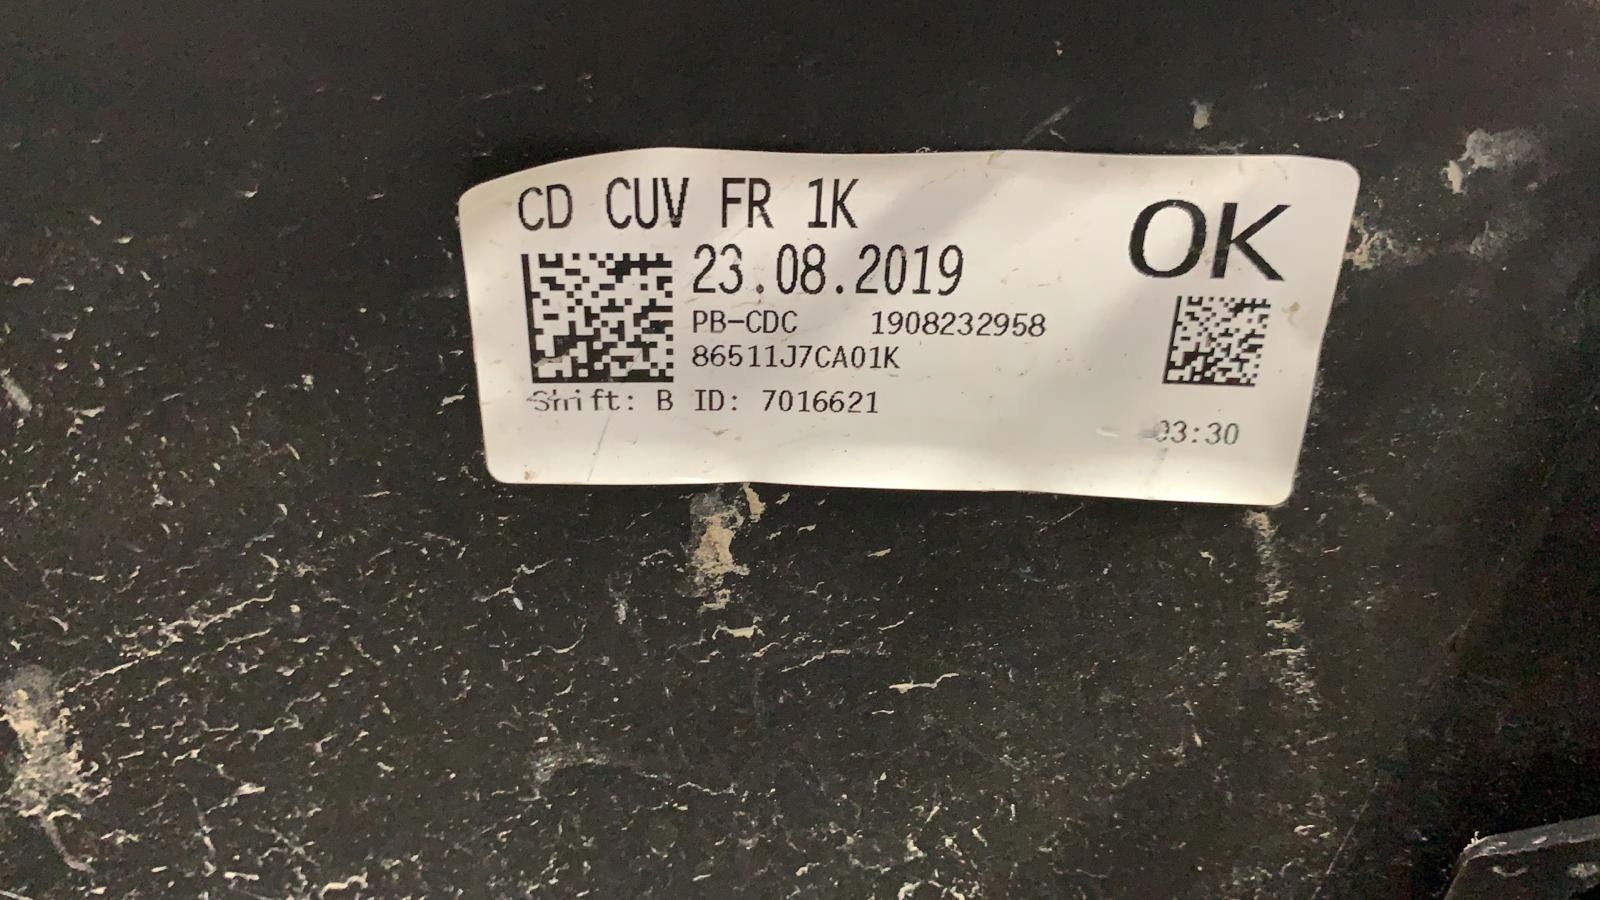 CD CUV FR 1K
OK
23.08.2019
PB-CDC 1908232958
86511J7CA01K
Shift: B ID: 7016621
03:30